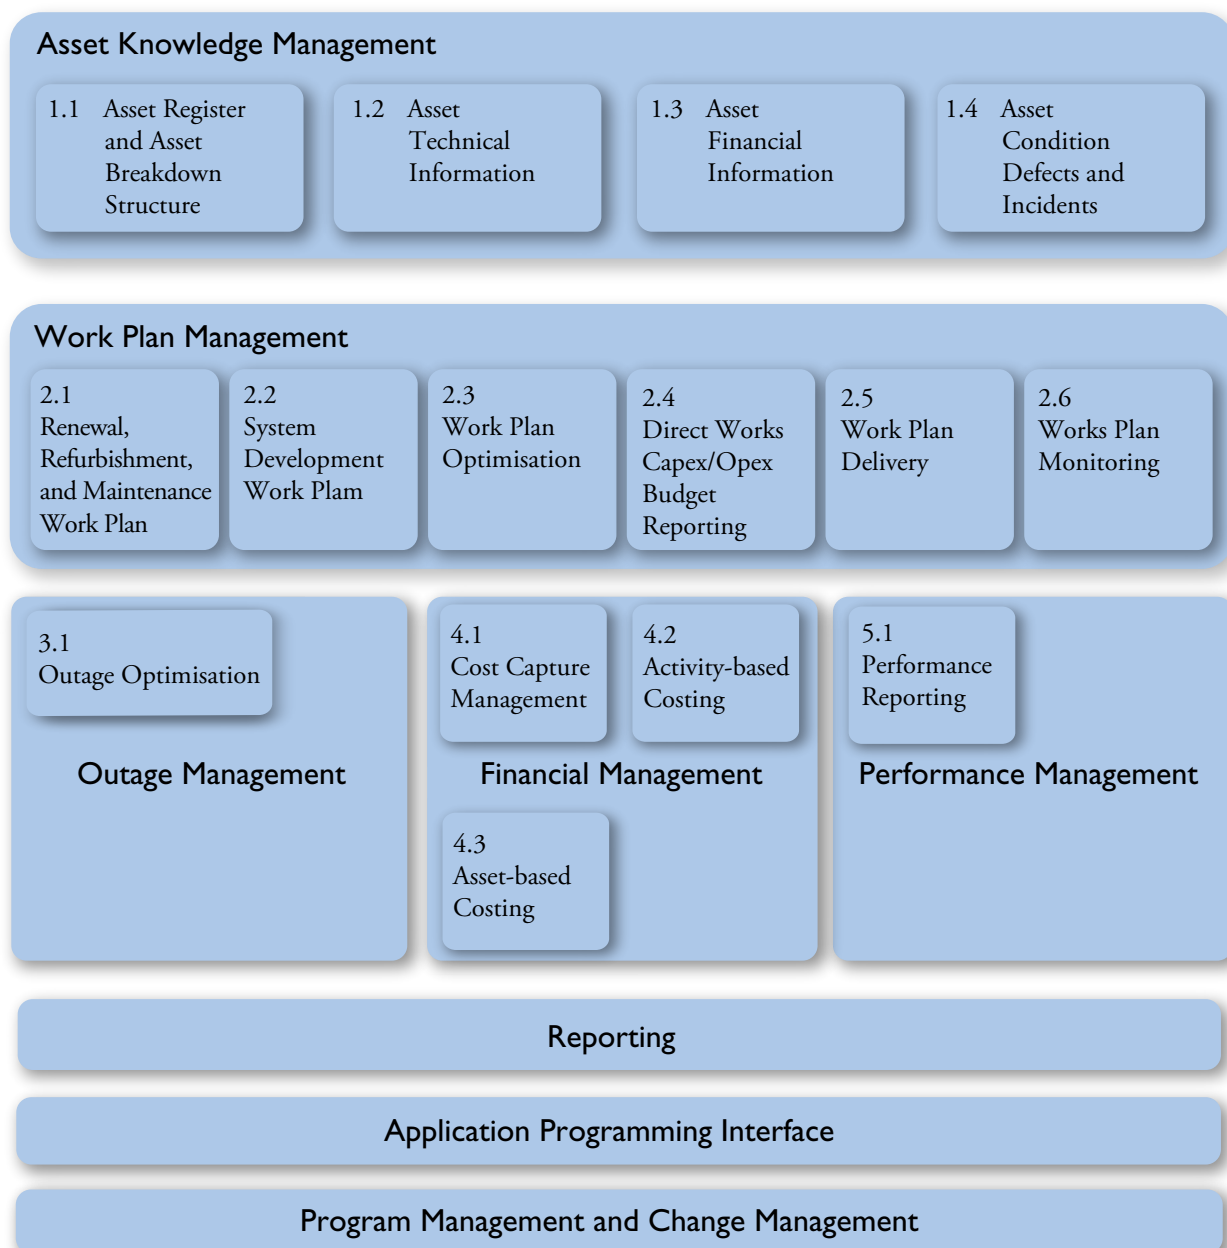 Asset Knowledge Management
1.1 Asset Register
and Asset
Breakdown
Structure
1.2 Asset
Technical
Information
1.3 Asset
Financial
Information
1.4 Asset
Condition
Defects and
Incidents
Work Plan Management
2.1
Renewal,
Refurbishment,
and Maintenance
Work Plan
2.2
System
Development
Work Plam
2.3
Work Plan
Optimisation
2.4
Direct Works
Capex/Opex
Budget
Reporting
2.5
Work Plan
Delivery
2.6
Works Plan
Monitoring
3.1
Outage Optimisation
Outage Management
4.1
Cost Capture
Management
4.2
Activity-based
Costing
Financial Management
4.3
Asset-based
Costing
5.1
Performance
Reporting
Performance Management
Reporting
Application Programming Interface
Program Management and Change Management